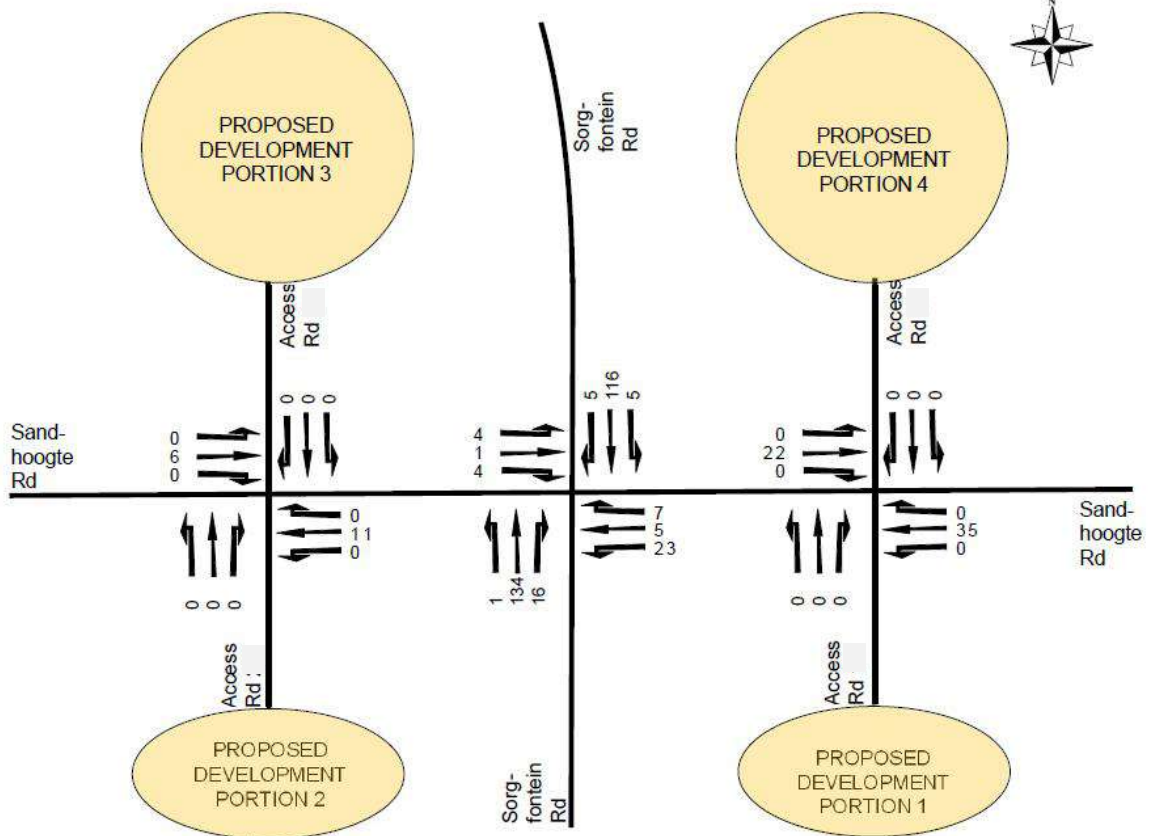 N
PROPOSED
DEVELOPMENT
PORTION 3
Sorg-
fontein
Rd
PROPOSED
DEVELOPMENT
PORTION 4
Access
Rd
Access
Rd
Sand-
hoogte
Rd
0
6
0
0 0 0
0
11
0
0 0 0
4
1
4
5 116 5
7
5
23
1 134 16
0
22
0
0 0 0
0
35
0
0 0 0
Sand-
hoogte
Rd
Access
Rd :
Access
Rd
PROPOSED
DEVELOPMENT
PORTION 2
Sorg-
fontein
Rd
PROPOSED
DEVELOPMENT
PORTION 1